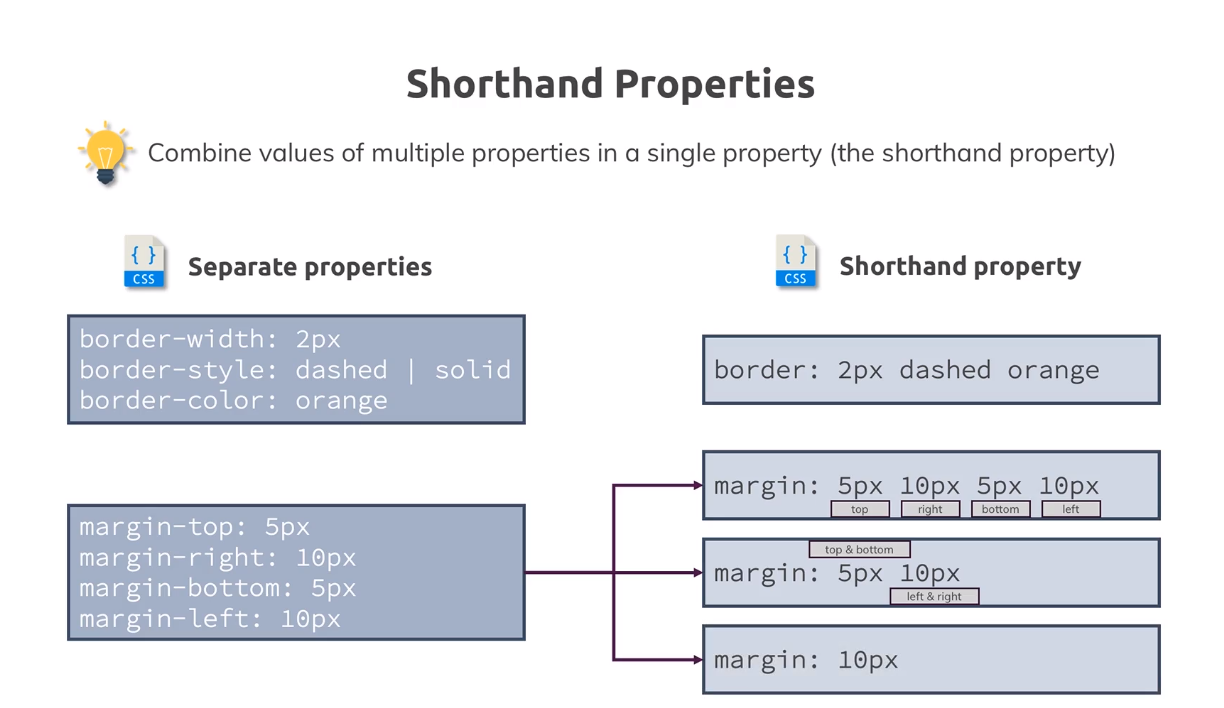 Shorthand Properties
Combine values of multiple properties in a single property (the shorthand property)
{ }
CSS
Separate properties
border-width: 2px
border-style: dashed | solid
border-color: orange
margin-top: 5px
margin-right: 10px
margin-bottom: 5px
margin-left: 10px
{ }
CSS
Shorthand property
border: 2px dashed orange
margin: 5px 10px 5px 10px
top right bottom left
top & bottom
margin: 5px 10px
left & right
margin: 10px